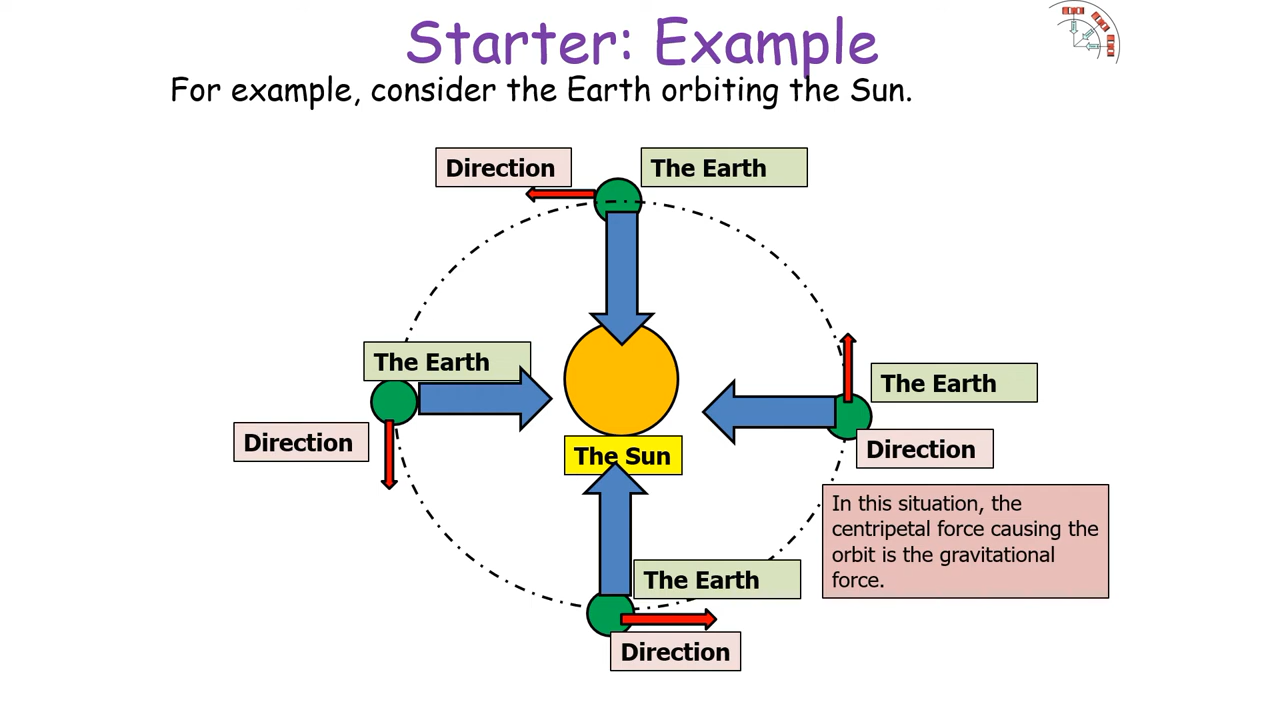 Starter: Example
For example, consider the Earth orbiting the Sun.
Direction
The Earth
The Earth
The Earth
Direction
Direction
The Sun
In this situation, the
centripetal force causing the
orbit is the gravitational
force.
The Earth
Direction